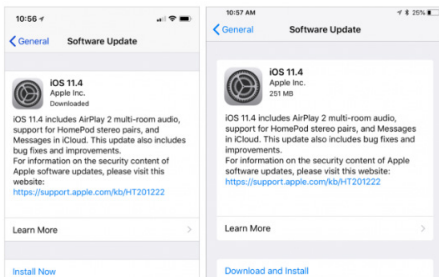 10:56
General
Software Update
iOS 11.4
Apple Inc.
Downloaded
iOS 11.4 includes AirPlay 2 multi-room audio,
support for HomePod stereo pairs, and
Messages in iCloud. This update also includes
bug fixes and improvements.
For information on the security content of Apple
software updates, please visit this
website:
https://support.apple.com/kb/HT201222
Learn More
Install Now
10:57 AM
25%
General
Software Update
iOS 11.4
Apple Inc.
251 MB
iOS 11.4 includes AirPlay 2 multi-room audio,
support for HomePod stereo pairs, and Messages
in iCloud. This update also includes bug fixes and
improvements.
For information on the security content of Apple
software updates, please visit this website:
https://support.apple.com/kb/HT201222
Learn More
Download and Install